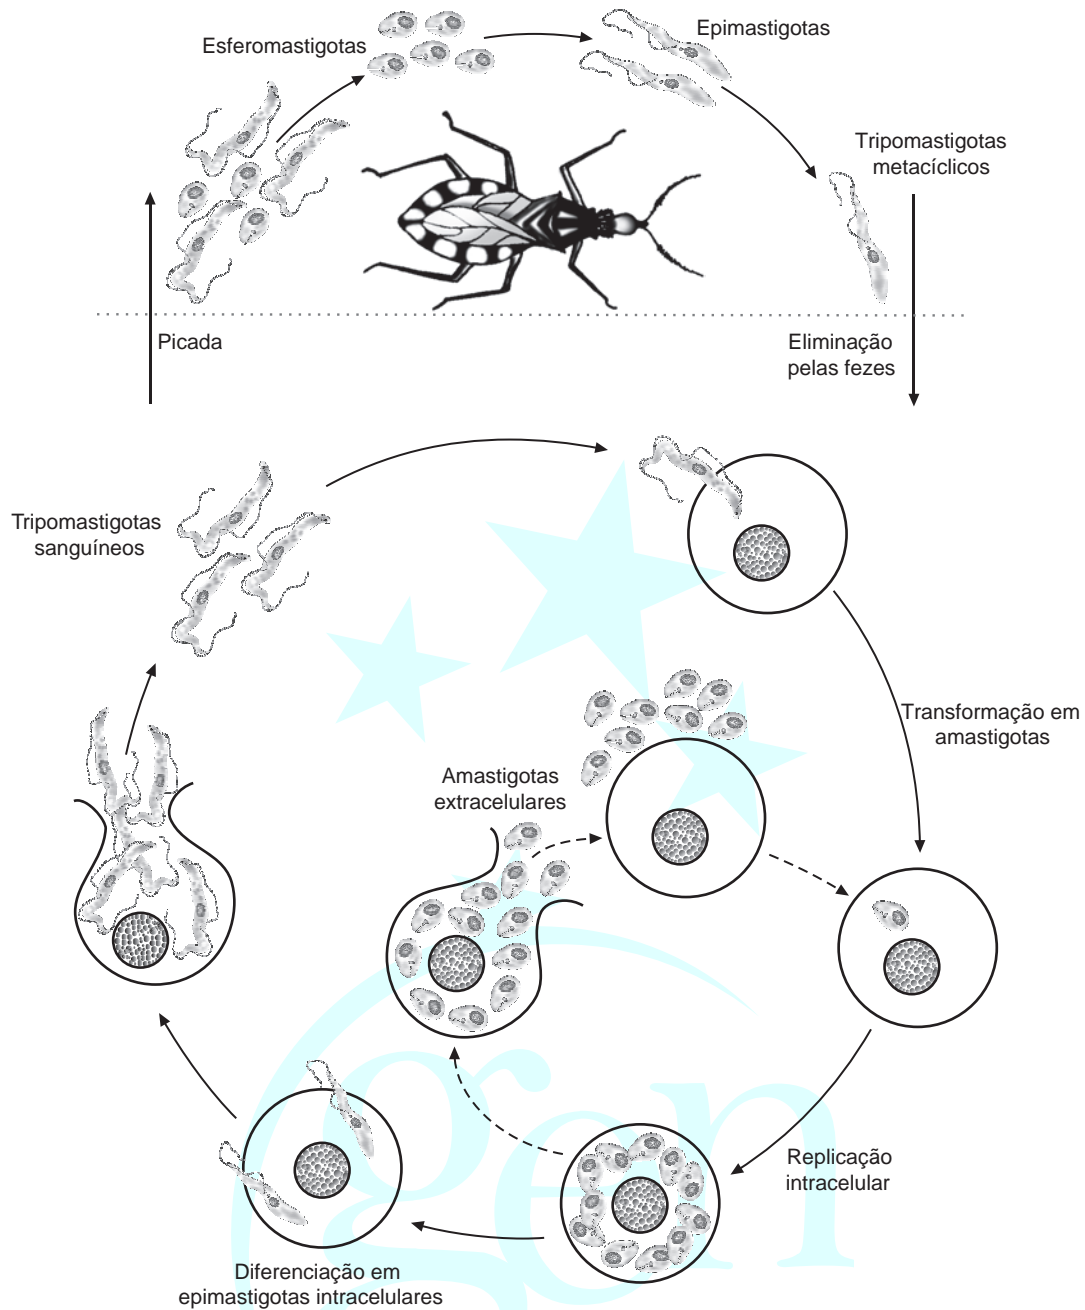 Esferomastigotas
Epimastigotas
Tripomastigotas
metacíclicos
Picada
Eliminação
pelas fezes
Tripomastigotas
sanguíneos
Transformação em
amastigotas
Amastigotas
extracelulares
Replicação
intracelular
Diferenciação em
epimastigotas intracelulares
gen